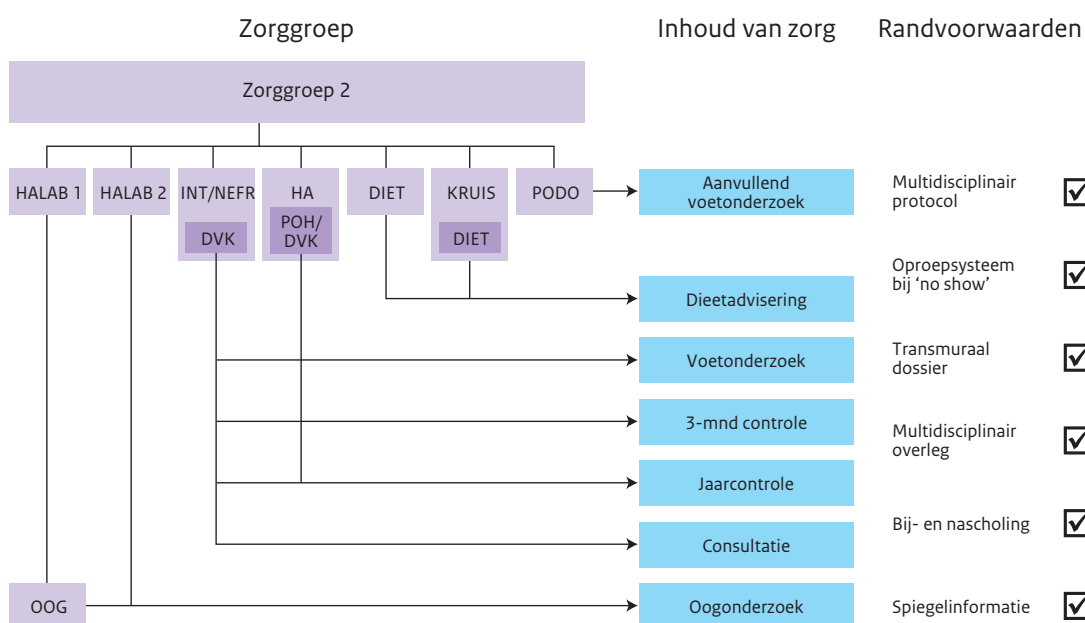 Zorggroep
Inhoud van zorg
Randvoorwaarden
Zorggroep 2
HALAB 1
HALAB 2
INT/NEFR
DVK
HA
POH/
DVK
DIET
KRUIS
DIET
PODO
OOG
Aanvullend
voetonderzoek
Dieetadvisering
Voetonderzoek
3-mnd controle
Jaarcontrole
Consultatie
Oogonderzoek
Multidisciplinair
protocol
Oproepsysteem
bij ‘no show’
Transmuraal
dossier
Multidisciplinair
overleg
Bij- en nascholing
Spiegelinformatie